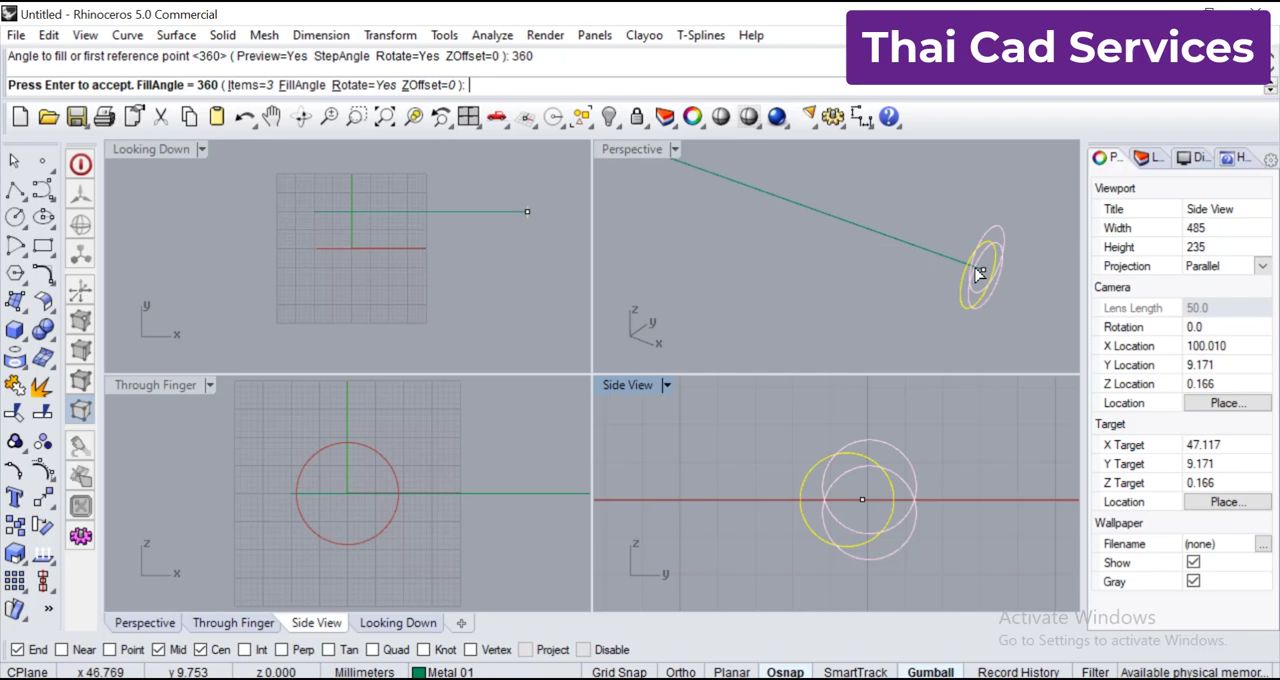 Untitled - Rhinoceros 5.0 Commercial
Thai Cad Services
File Edit View Curve Surface Solid Mesh Dimension Transform Tools Analyze Render Panels Clayoo T-Splines Help
Angle to fill or first reference point <360> ( Preview=Yes StepAngle Rotate=Yes ZOffset=0 ): 360
Press Enter to accept. FillAngle = 360 ( Items=3 FillAngle Rotate=Yes ZOffset=0 ):
Looking Down
Perspective
P... L... Di... H...
Viewport
Title Side View
Width 485
Height 235
Projection Parallel
Camera
Lens Length 50.0
Rotation 0.0
X Location 100.010
Y Location 9.171
Z Location 0.166
Location Place...
Target
X Target 47.117
Y Target 9.171
Z Target 0.166
Location Place...
Wallpaper
Filename (none) ...
Show
Gray
y
x
z
y
x
Through Finger
Side View
z
x
z
y
Perspective Through Finger Side View Looking Down
Activate Windows
Go to Settings to activate Windows.
End Near Point Mid Cen Int Perp Tan Quad Knot Vertex Project Disable
CPlane x 46.769 y 9.753 z 0.000 Millimeters Metal 01 Grid Snap Ortho Planar Osnap SmartTrack Gumball Record History Filter Available physical memor...